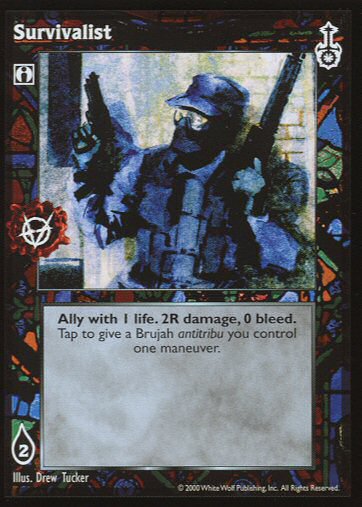 Survivalist
Ally with 1 life. 2R damage, 0 bleed.
Tap to give a Brujah antitribu you control
one maneuver.
2
Illus. Drew Tucker
© 2000 White Wolf Publishing, Inc. All Rights Reserved.